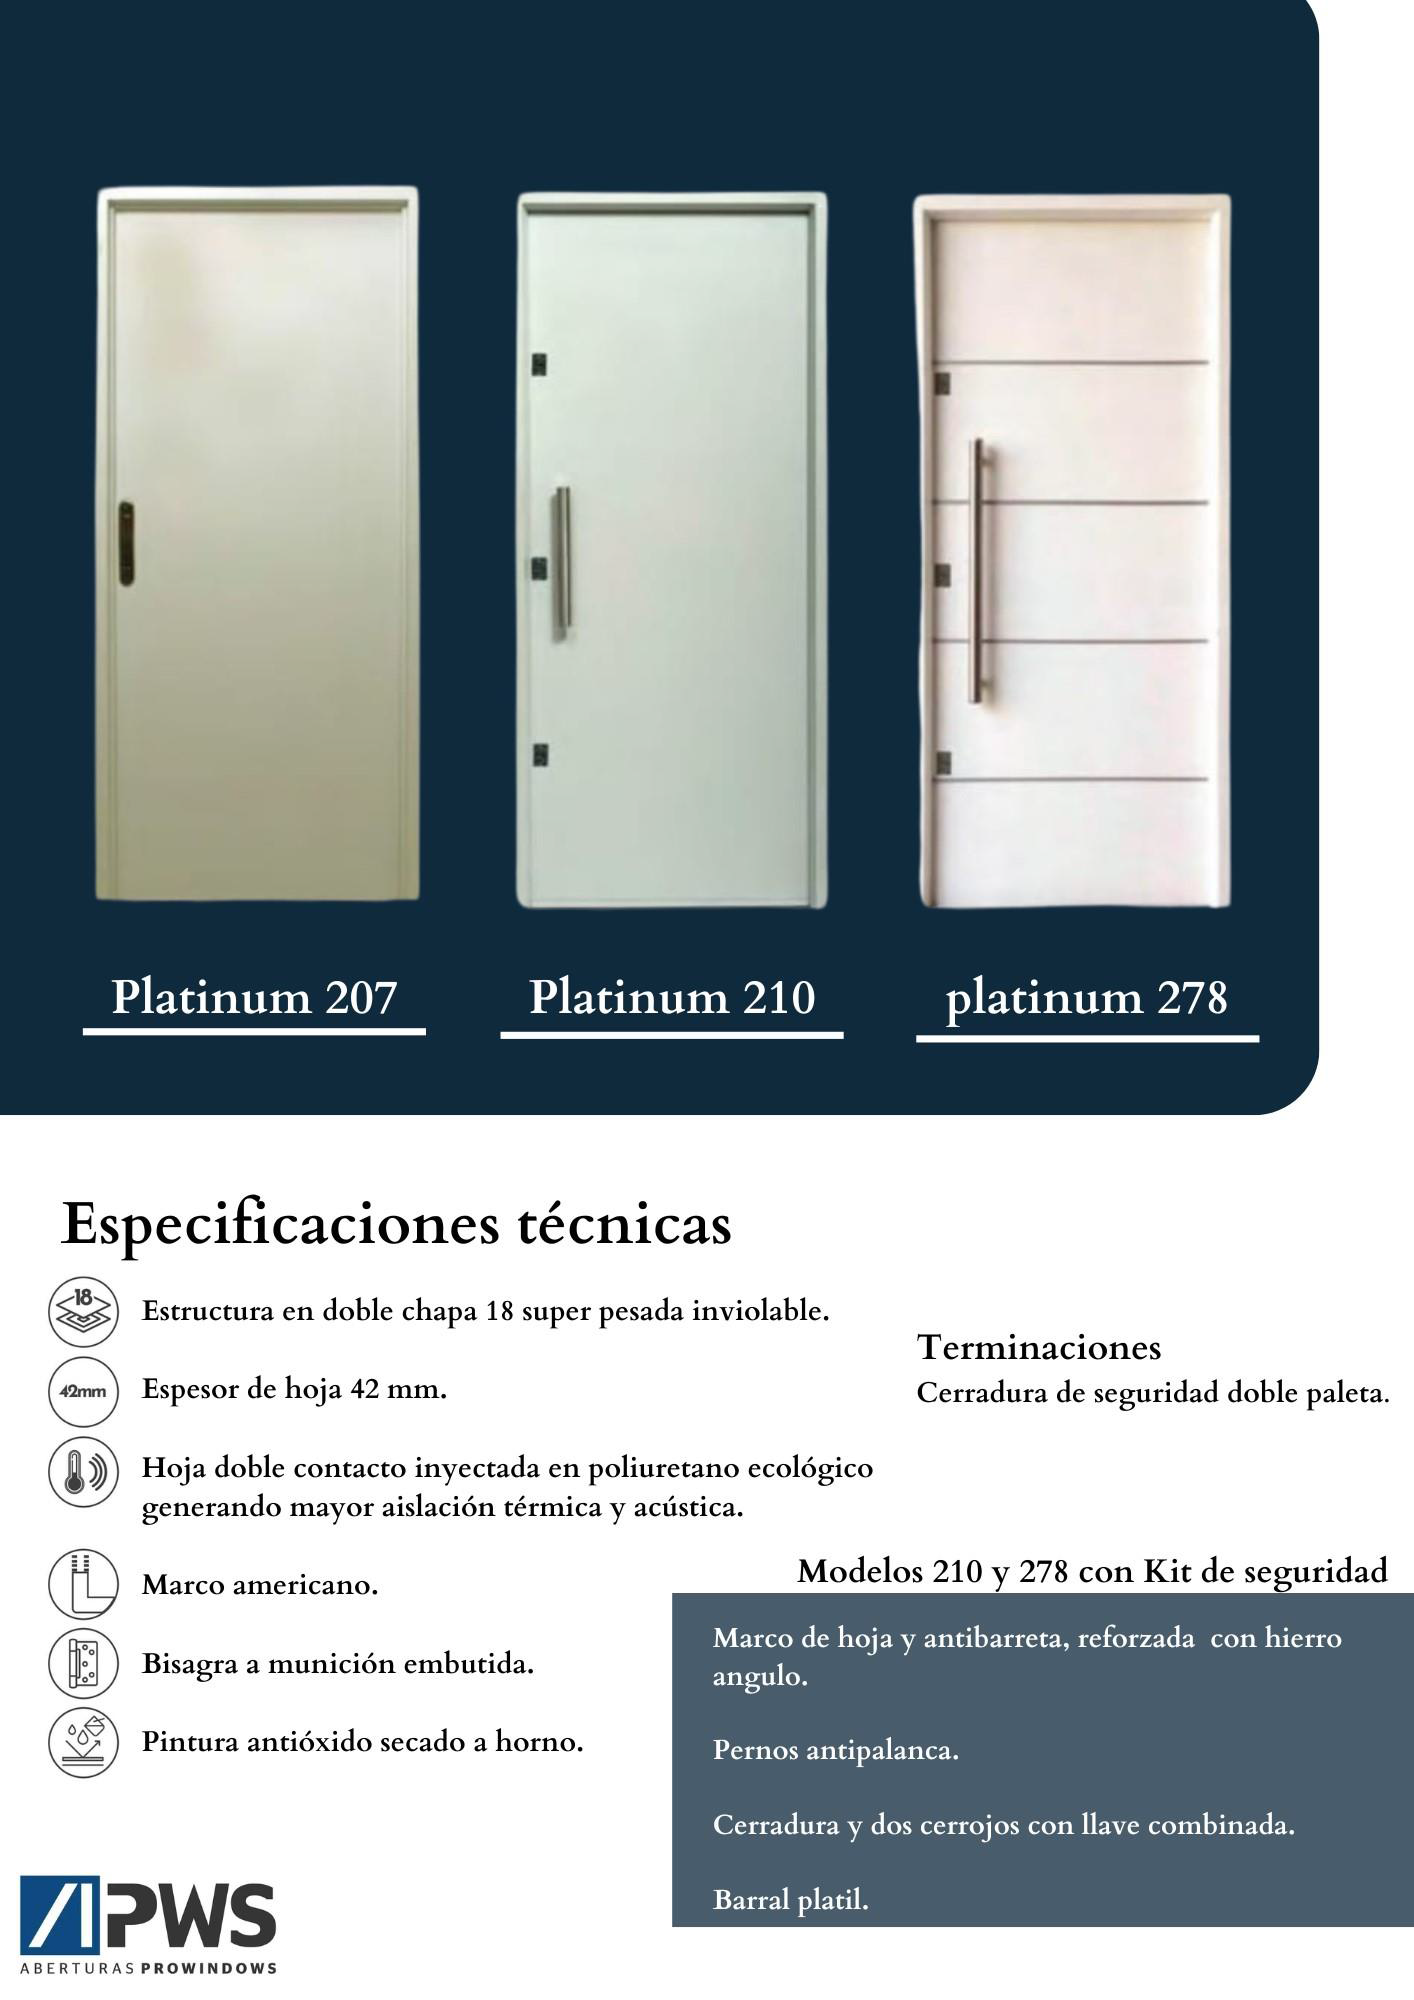 Platinum 207
Platinum 210
platinum 278
Especificaciones técnicas
18
Estructura en doble chapa 18 super pesada inviolable.
42mm
Espesor de hoja 42 mm.
Hoja doble contacto inyectada en poliuretano ecológico
generando mayor aislación térmica y acústica.
Marco americano.
Bisagra a munición embutida.
Pintura antióxido secado a horno.
Terminaciones
Cerradura de seguridad doble paleta.
Modelos 210 y 278 con Kit de seguridad
Marco de hoja y antibarreta, reforzada  con hierro
angulo.
Pernos antipalanca.
Cerradura y dos cerrojos con llave combinada.
Barral platil.
PWS
ABERTURAS PROWINDOWS